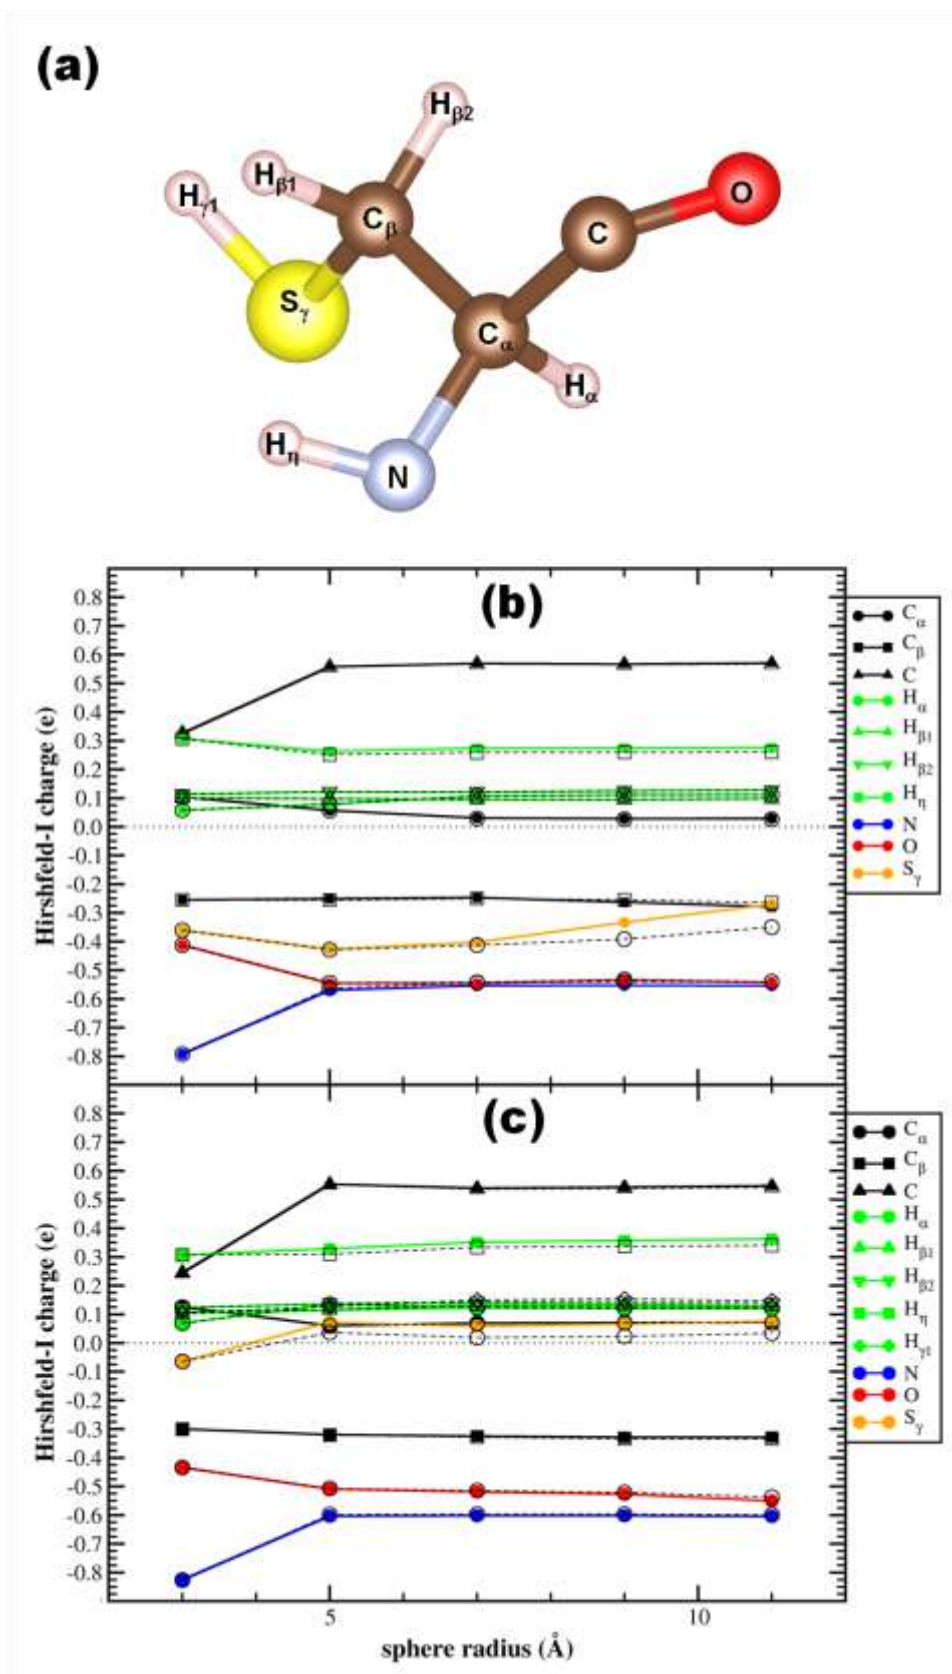 (a)
Hβ2
Hβ1
Hγ1
Cβ
C
O
Sγ
Cα
Hα
Hη
N
(b)
Hirshfeld-I charge (e)
0.8
0.7
0.6
0.5
0.4
0.3
0.2
0.1
0.0
-0.1
-0.2
-0.3
-0.4
-0.5
-0.6
-0.7
-0.8
Cα
Cβ
C
Hα
Hβ1
Hβ2
Hη
N
O
Sγ
(c)
Hirshfeld-I charge (e)
0.8
0.7
0.6
0.5
0.4
0.3
0.2
0.1
0.0
-0.1
-0.2
-0.3
-0.4
-0.5
-0.6
-0.7
-0.8
Cα
Cβ
C
Hα
Hβ1
Hβ2
Hη
Hγ1
N
O
Sγ
5 10
sphere radius (Å)